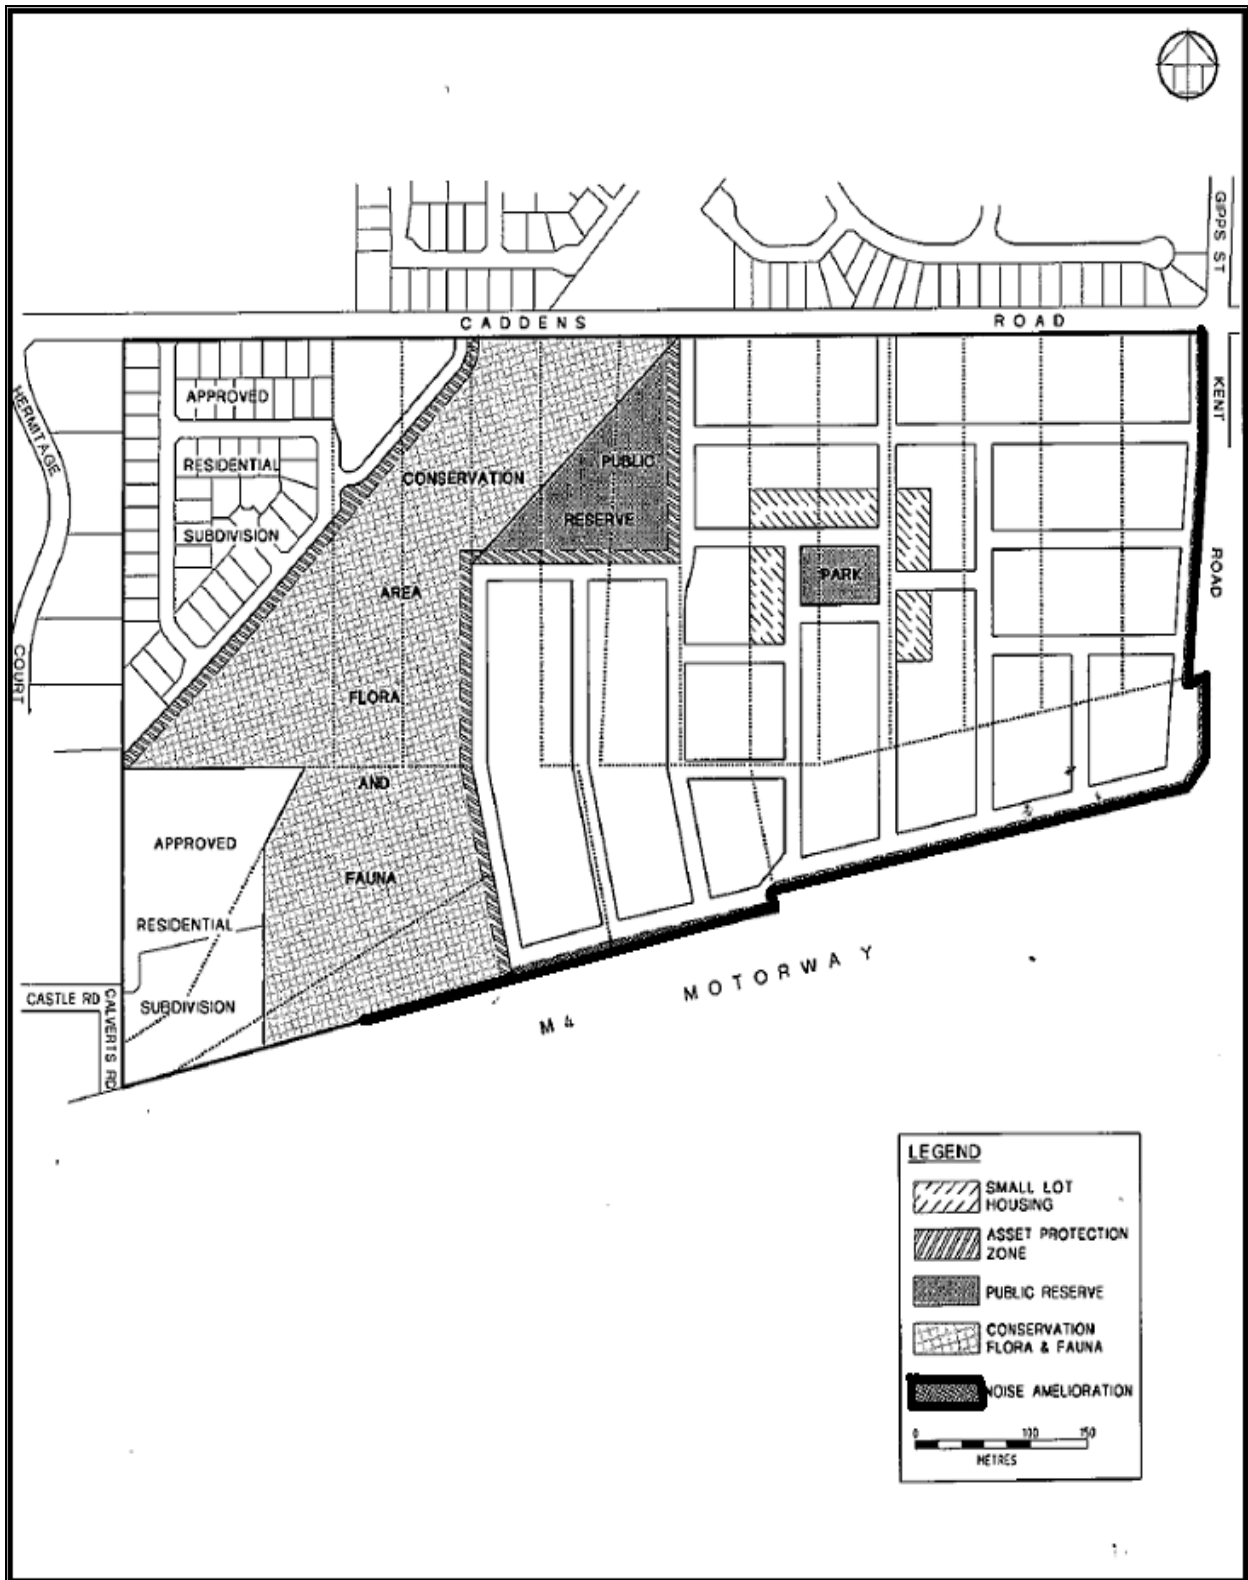 GIPPS ST
CADDENS ROAD
KENT ROAD
HERMITAGE COURT
APPROVED
RESIDENTIAL
SUBDIVISION
CONSERVATION
AREA
FLORA
AND
FAUNA
PUBLIC
RESERVE
PARK
APPROVED
RESIDENTIAL
SUBDIVISION
CASTLE RD
CALVERTS RD
M4 MOTORWAY
LEGEND
SMALL LOT
HOUSING
ASSET PROTECTION
ZONE
PUBLIC RESERVE
CONSERVATION
FLORA & FAUNA
NOISE AMELIORATION
0 100 150
METRES